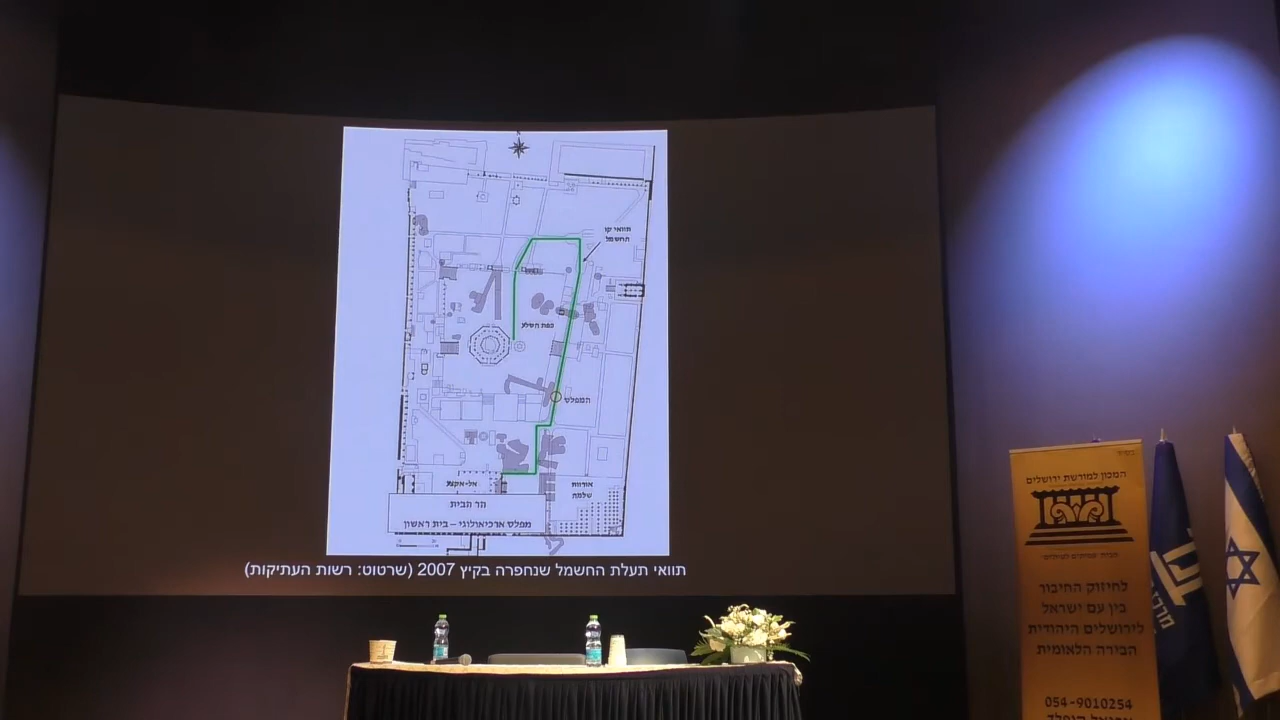 תוואי קו
החשמל
כפת הסלע
המפלס
אל-אקצה
אורוות
שלמה
הר הבית
מפלס ארכיאולוגי – בית ראשון
תוואי תעלת החשמל שנחפרה בקיץ 2007 (שרטוט: רשות העתיקות)
המכון למורשת ירושלים
לחיזוק החיבור
בין עם ישראל
לירושלים היהודית
הבירה הלאומית
054-9010254